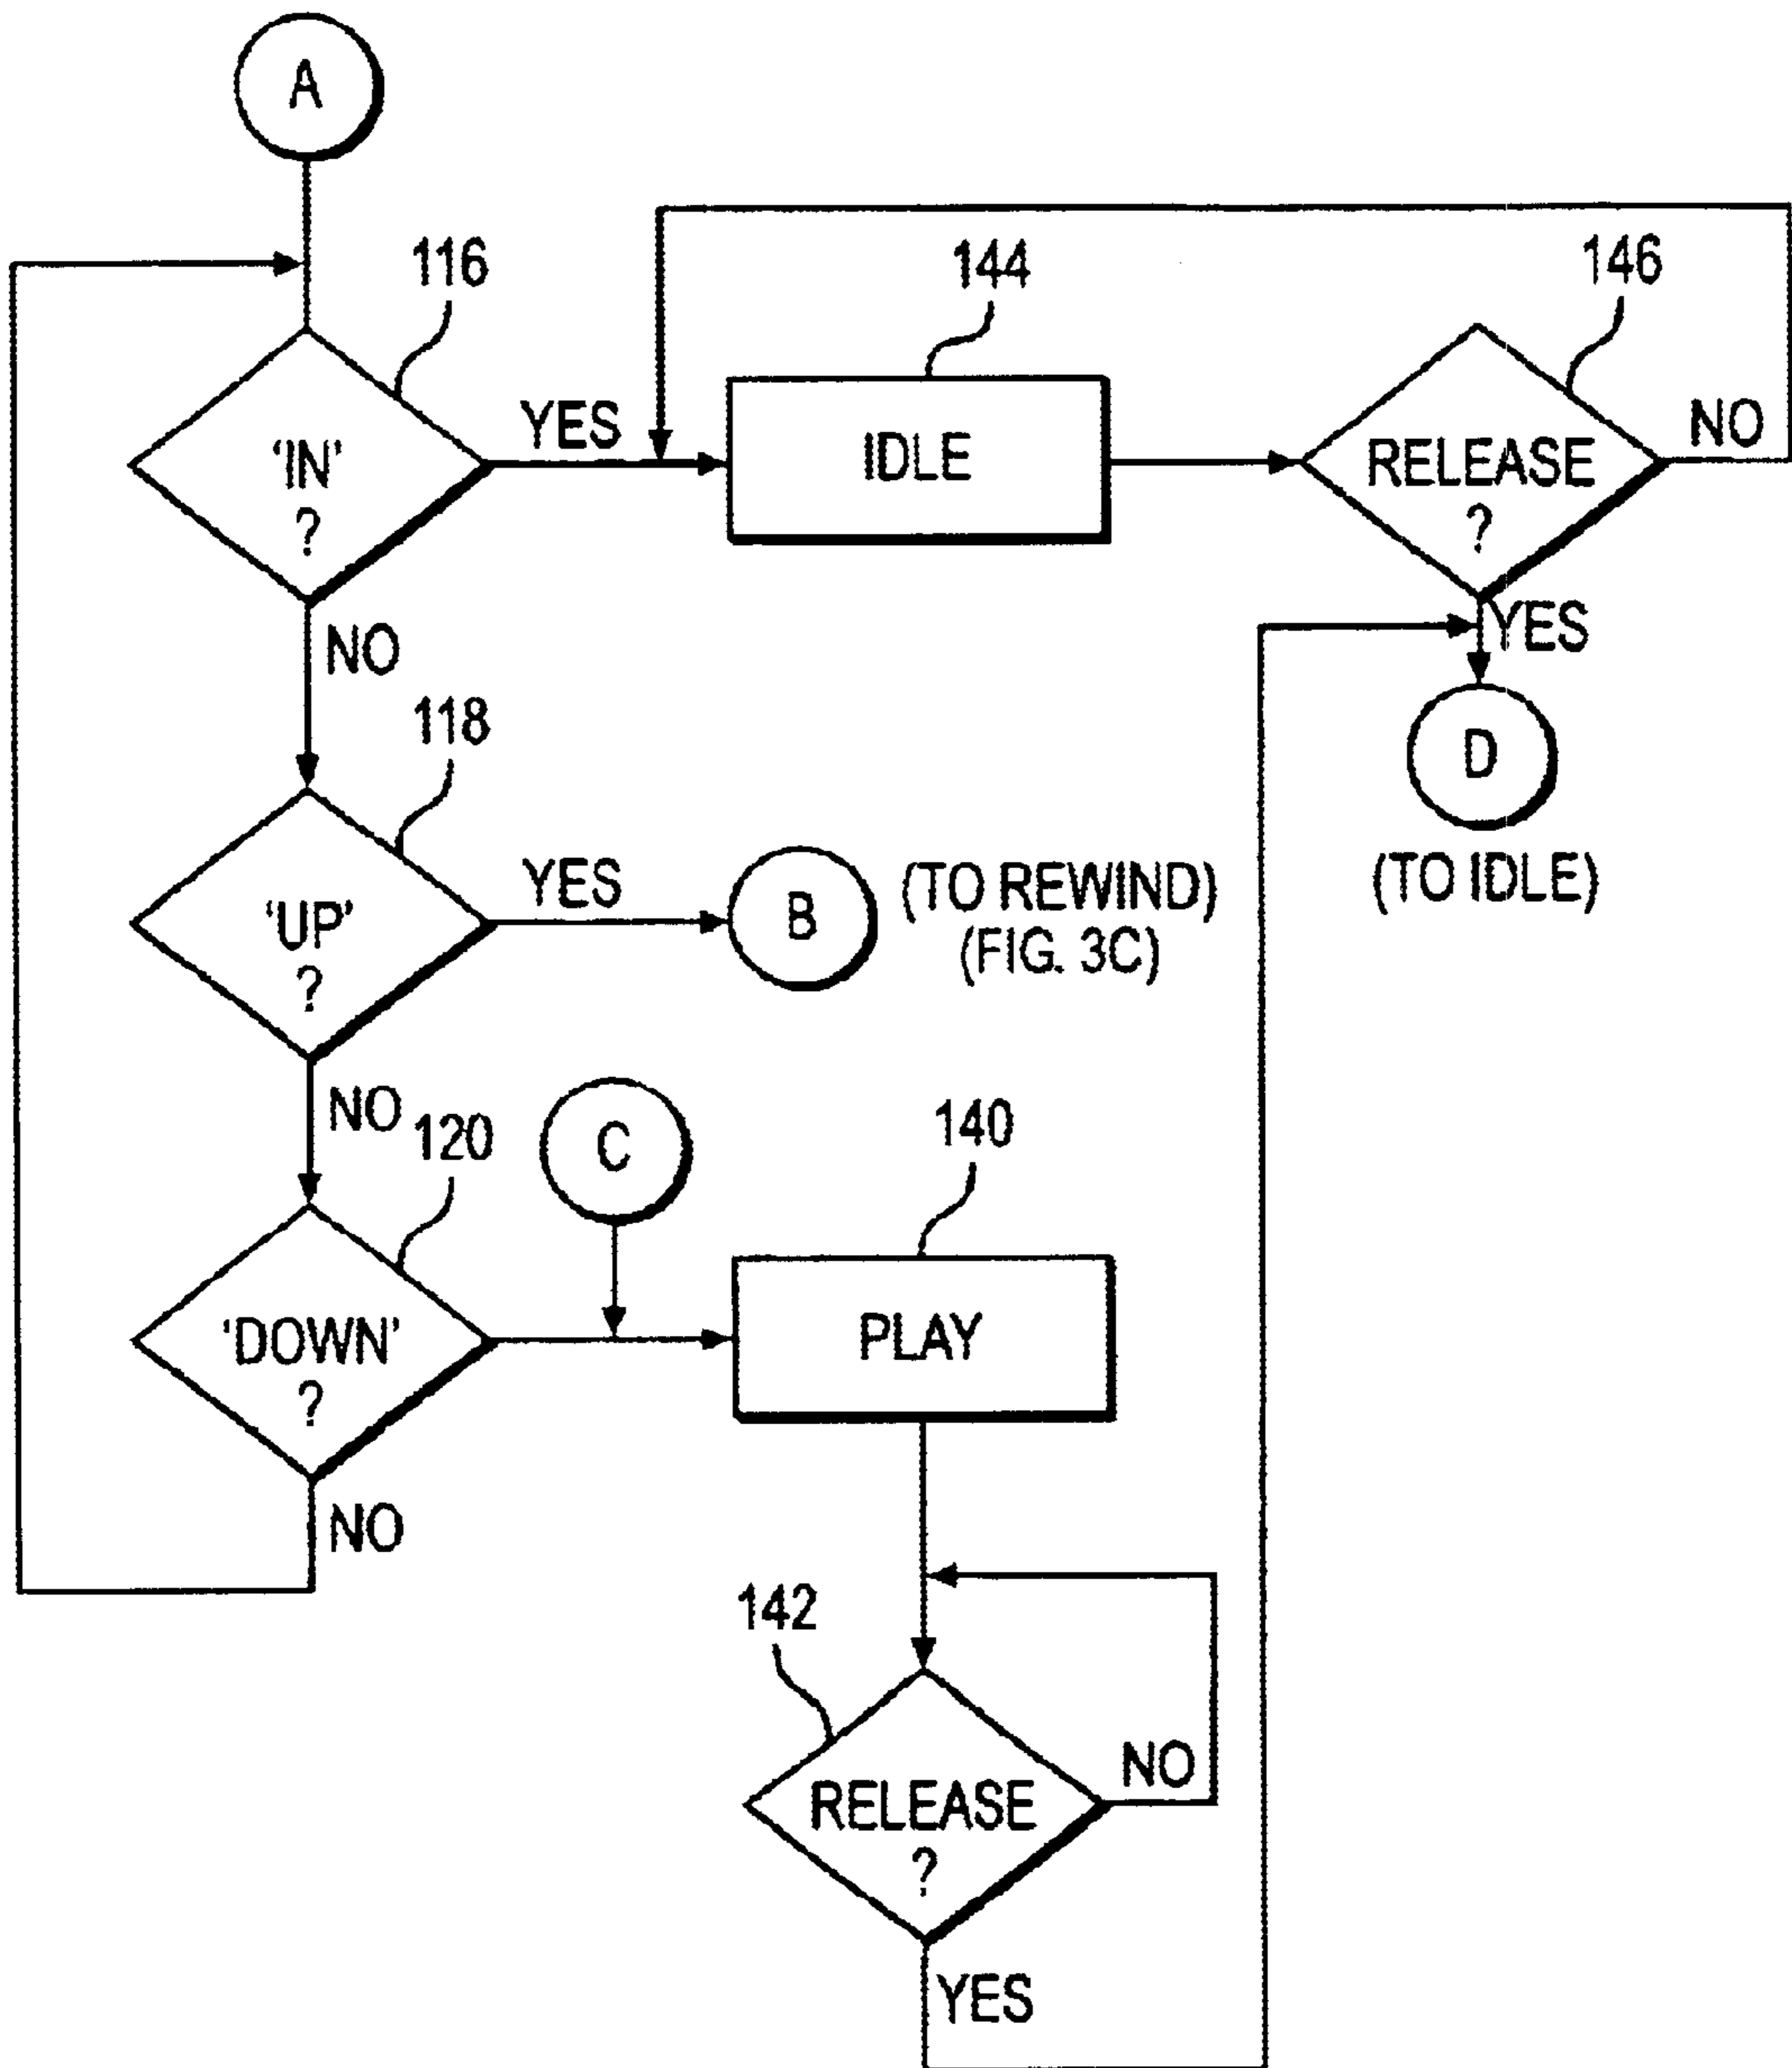 A
116
144
146
'IN'
?
YES
IDLE
RELEASE
?
NO
NO
YES
118
D
(TO IDLE)
'UP'
?
YES
B
(TO REWIND)
(FIG. 3C)
NO
120
C
140
'DOWN'
?
PLAY
NO
142
RELEASE
?
NO
YES